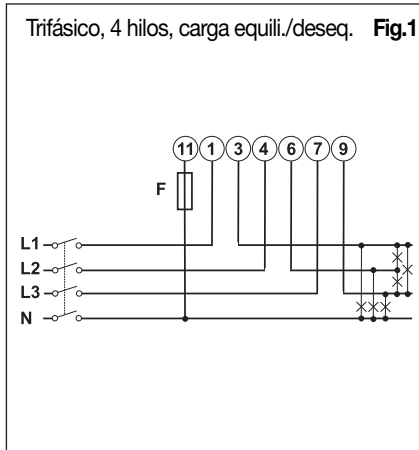 Trifásico, 4 hilos, carga equili./deseq. Fig.1
11 1 3 4 6 7 9
F
L1
L2
L3
N